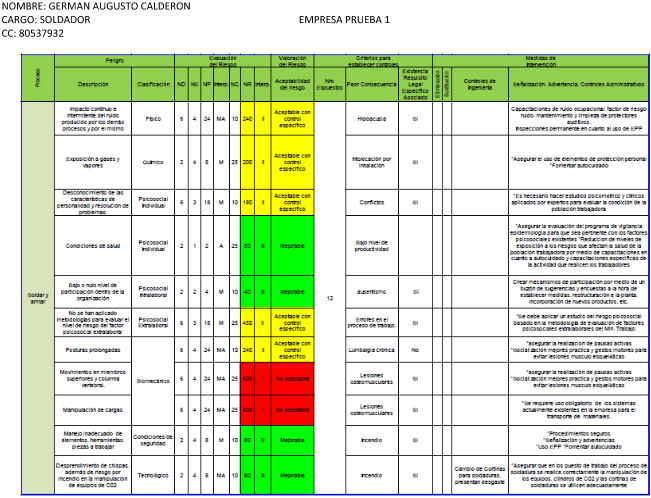 NOMBRE: GERMAN AUGUSTO CALDERON
CARGO: SOLDADOR
EMPRESA PRUEBA 1
CC: 80537932
Proceso
Peligro
Evaluación
del Riesgo
Valoración
del Riesgo
Criterios para
establecer controles
Medidas de
Intervención
Descripción
Clasificación
ND
NE
NP
Interp.
NC
NR
Interp.
Aceptabilidad
del riesgo
Nro
Expuestos
Peor Consecuencia
Existencia
Requisito
Legal
Especifico
Asociado
Eliminación
Sustitución
Controles de
Ingeniería
Señalización, Advertencia, Controles Administrativos
Soldar y
armar
12
Impacto continuo e
intermitente del ruido
producido por los demás
procesos y por el mismo
Físico
6 4 24 MA 10 240 II
Aceptable con
control
especifico
Hipoacusia
SI
Capacitaciones de ruido ocupacional, factor de riesgo
ruido, mantenimiento y limpieza de protectores
auditivos.
Inspecciones permanente en cuanto al uso de EPP
Exposición a gases y
vapores
Químico
2 4 8 M 25 200 II
Aceptable con
control
especifico
Intoxicación por
Inhalación
SI
*Asegurar el uso de elementos de protección personal
*Fomentar autocuidado
Desconocimiento de las
características de
personalidad y resolución de
problemas.
Psicosocial
Individual
6 3 18 M 10 180 II
Aceptable con
control
especifico
Conflictos
SI
*Es necesario hacer estudios psicometrico y clínicos
aplicados por expertos para evaluar la condición de la
población trabajadora
Condiciones de salud
Psicosocial
Individual
2 1 2 A 25 50 III
Mejorable
Bajo nivel de
productividad
SI
*Asegurar la evaluación del programa de vigilancia
epidemiología para que sea pertinente con los factores
psicosociales existentes *Reducción de niveles de
exposición a los riesgos que afectan la salud de la
población trabajadora por medio de capacitaciones en
cuanto a autocuidado y capacitaciones especificas de
la actividad que realicen los trabajadores
Bajo o nulo nivel de
participación dentro de la
organización
Psicosocial
Intralaboral
2 2 4 M 10 40 III
Mejorable
ausentismo
SI
Crear mecanismos de participación por medio de un
buzón de sugerencias y encuestas a la hora de
establecer medidas, restructuración e la planta,
incorporación de nuevos productos, etc.
No se han aplicado
metodologías para evaluar el
nivel de riesgo del factor
psicosocial extralaboral
Psicosocial
Extralaboral
6 3 18 M 25 450 II
Aceptable con
control
especifico
Errores en el
proceso de trabajo.
SI
*Se debe aplicar un estudio del riesgo psicosocial
basado en la metodología de evaluación de factores
psicosociales extralaborales del Min. Trabajo
Posturas prolongadas
Biomecánico
6 4 24 MA 10 240 II
Aceptable con
control
especifico
Lumbalgia crónica
No
*asegurar la realización de pausas activas
*Socialización mejores practica y gestos motores para
evitar lesiones musculo esqueléticas
Movimientos en miembros
superiores y columna
vertebral.
6 4 24 MA 25 600 I
No aceptable
Lesiones
osteomusculares
SI
*asegurar la realización de pausas activas
*Socialización mejores practica y gestos motores para
evitar lesiones musculo esqueléticas
Manipulación de cargas
6 4 24 MA 25 600 I
No aceptable
Lesiones
osteomusculares
SI
*Se requiere uso obligatorio de los sistemas
actualmente existentes en la empresa para el
transporte de materiales.
Manejo inadecuado de
elementos, herramientas,
piezas a trabajar
Condiciones de
seguridad
2 4 8 M 10 80 III
Mejorable
Incendio
SI
*Procedimientos seguros
*Señalización y advertencias
*Uso EPP *Fomentar autocuidado
Desprendimiento de chispas,
además de riesgo por
incendio en la manipulación
de equipos de CO2
Tecnológico
2 4 8 MA 10 80 III
Mejorable
Incendio
SI
Cambio de Cortinas
para soldaduras,
presentan desgaste
*Asegurar que en los puesto de trabajo del proceso de
soldadura se realice correctamente la manipulación de
los equipos, cilindros de CO2 y las cortinas de
soldaduras se utilicen adecuadamente